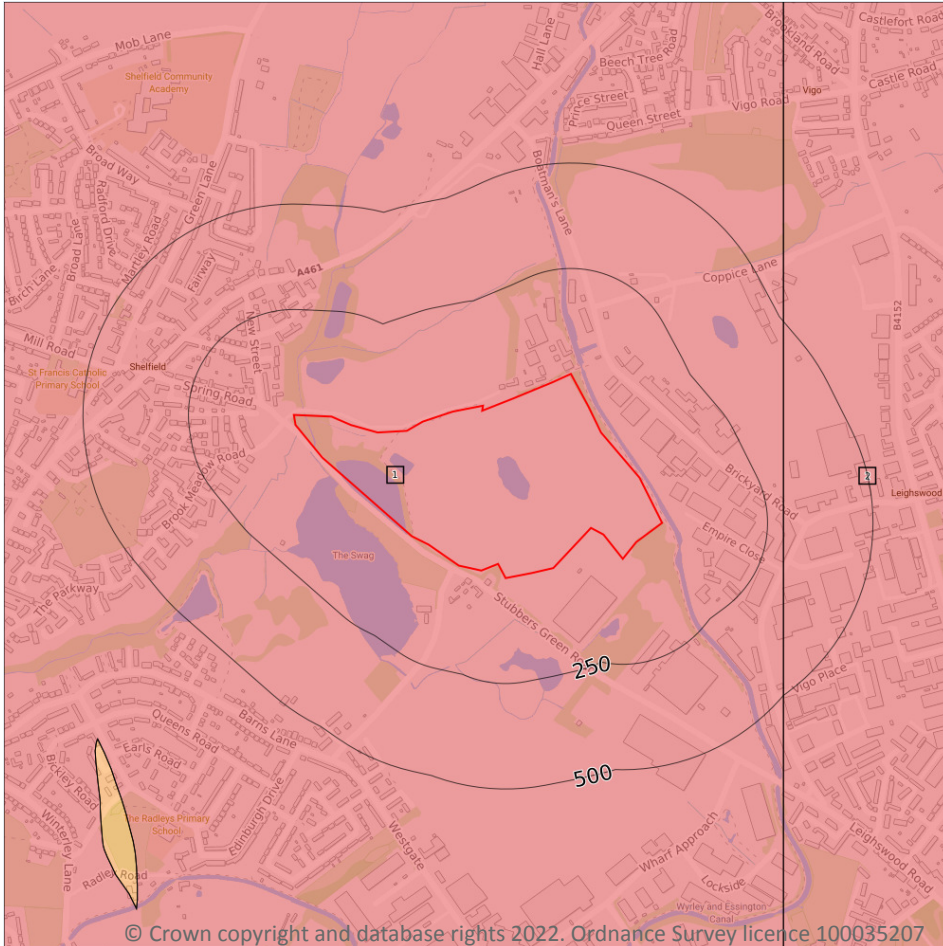 Mob Lane
Shelfield Community
Academy
Hall Lane
Beech Tree Road
Prince Street
Queen Street
Vigo Road
Vigo
Brookland Road
Castlefort Road
Castle Road
Broad Way
Radford Drive
Broad Lane
Martley Road
Green Lane
Fairway
Birch Lane
A461
Boatman's Lane
Coppice Lane
B4152
Mill Road
New Street
Shelfield
St Francis Catholic
Primary School
Spring Road
Brook Meadow Road
1
2
Leighswood
Brickyard Road
Empire Close
The Swag
The Parkway
Stubbers Green Road
250
Vigo Place
500
Barns Lane
Queens Road
Earls Road
Bickley Road
Winterley Lane
The Radleys Primary
School
Edinburgh Drive
Radley Road
Westgate
Wharf Approach
Lockside
Leighswood Road
Wyrley and Essington
Canal
© Crown copyright and database rights 2022. Ordnance Survey licence 100035207